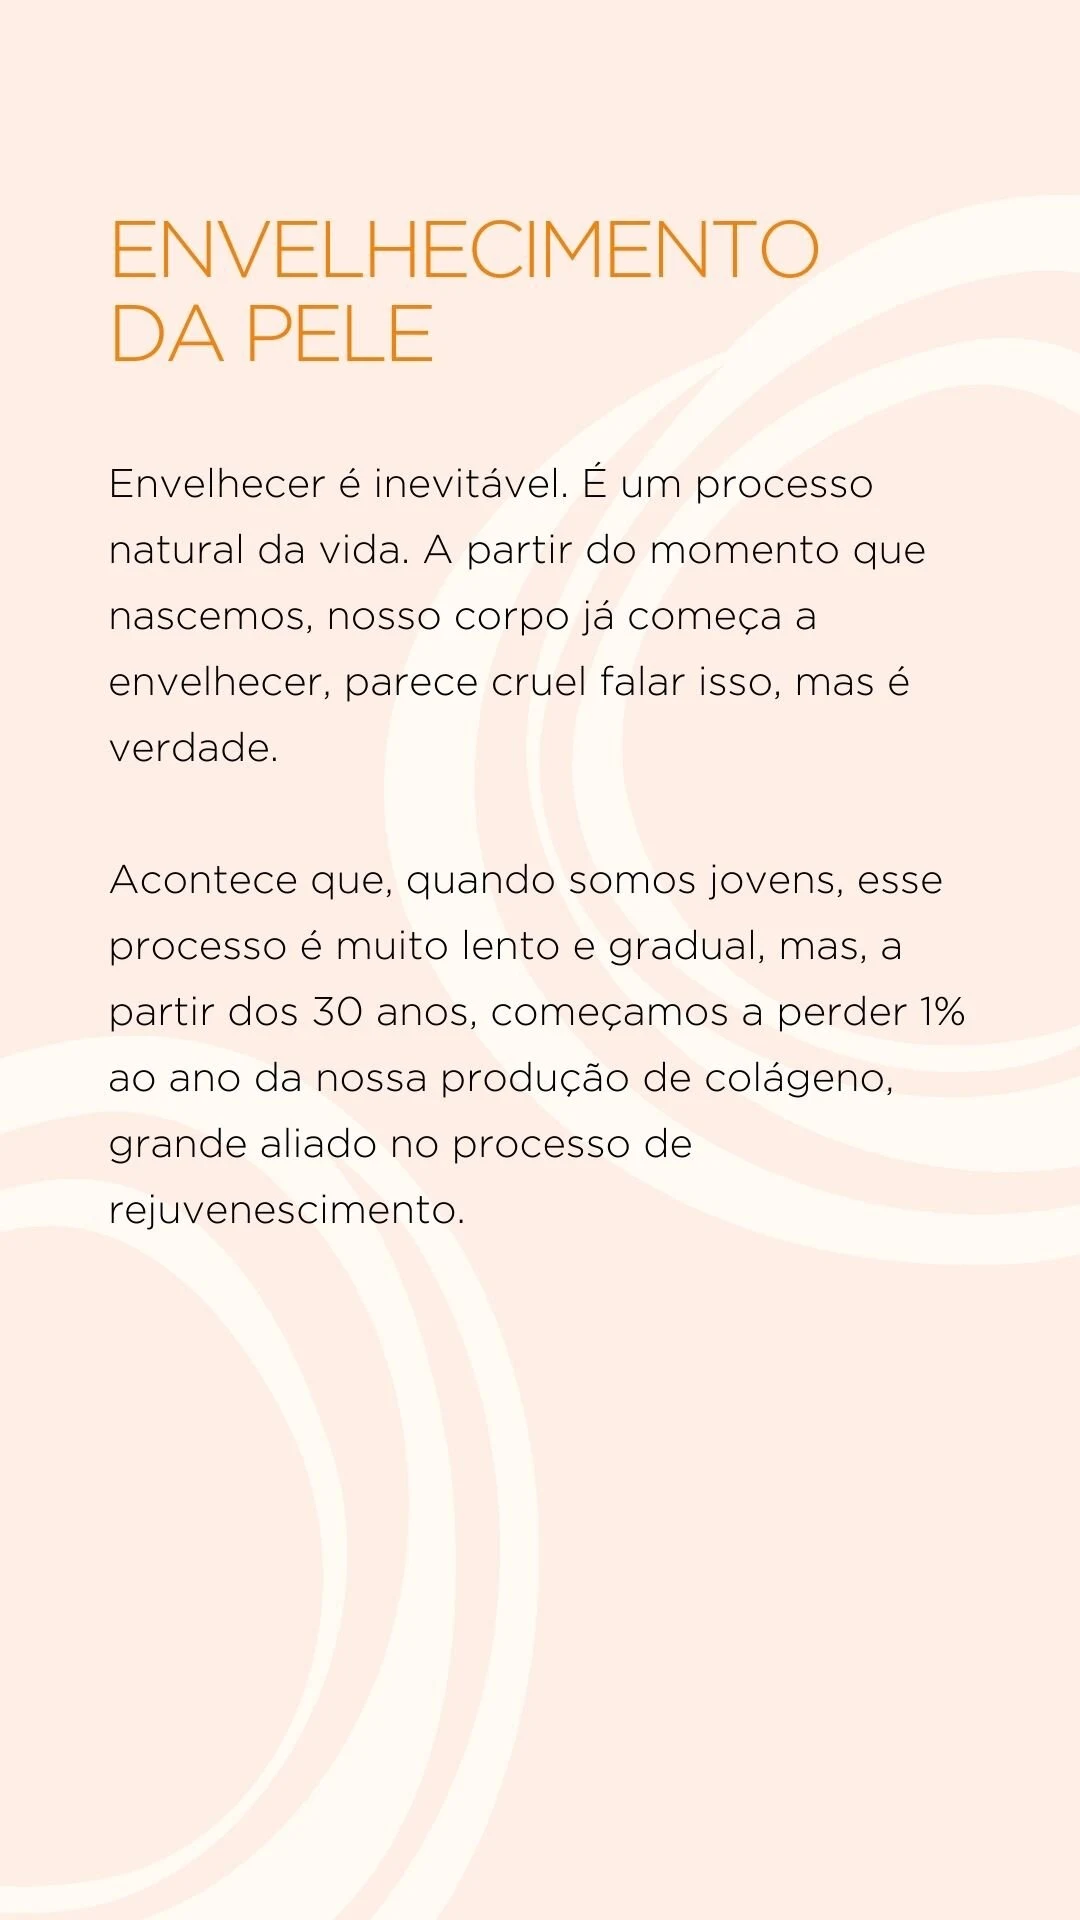 ENVELHECIMENTO
DA PELE
Envelhecer é inevitável. É um processo
natural da vida. A partir do momento que
nascemos, nosso corpo já começa a
envelhecer, parece cruel falar isso, mas é
verdade.
Acontece que, quando somos jovens, esse
processo é muito lento e gradual, mas, a
partir dos 30 anos, começamos a perder 1%
ao ano da nossa produção de colágeno,
grande aliado no processo de
rejuvenescimento.